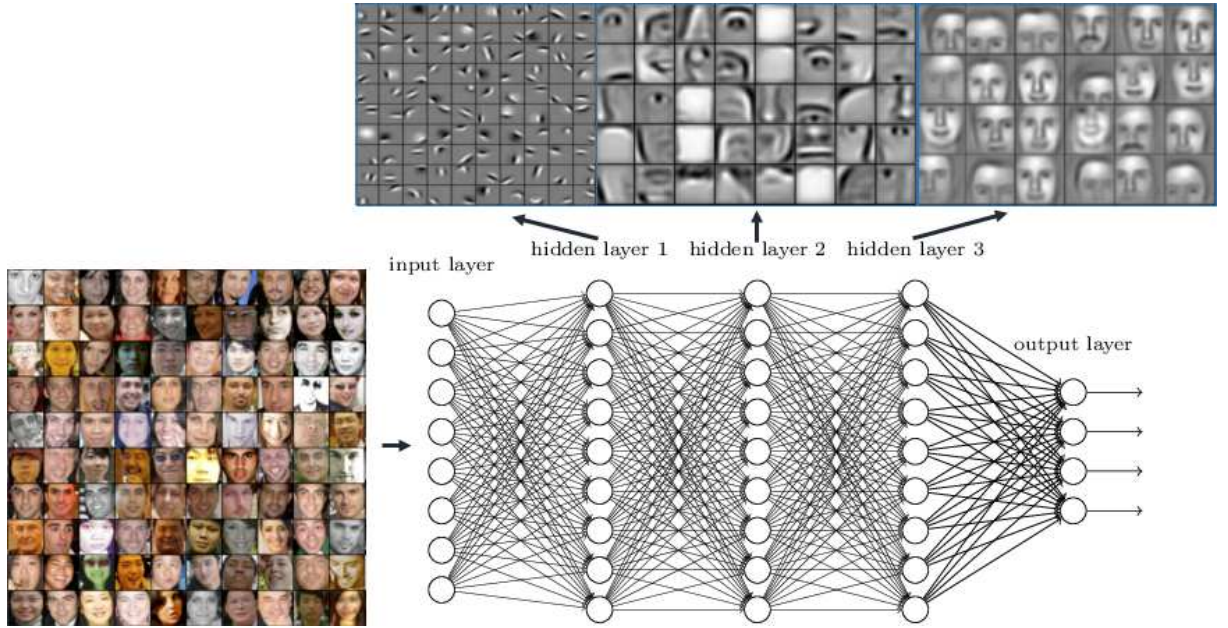 hidden layer 1
hidden layer 2
hidden layer 3
input layer
output layer